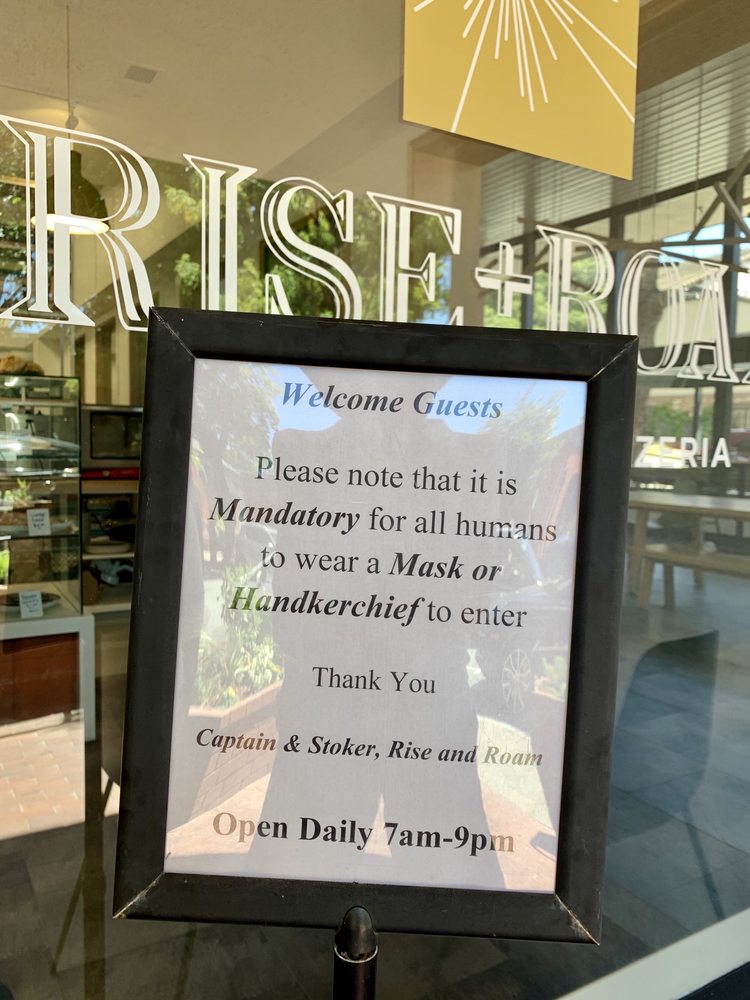 RISE + ROA
ZERIA
Welcome Guests
Please note that it is
Mandatory for all humans
to wear a Mask or
Handkerchief to enter
Thank You
Captain & Stoker, Rise and Roam
Open Daily 7am-9pm